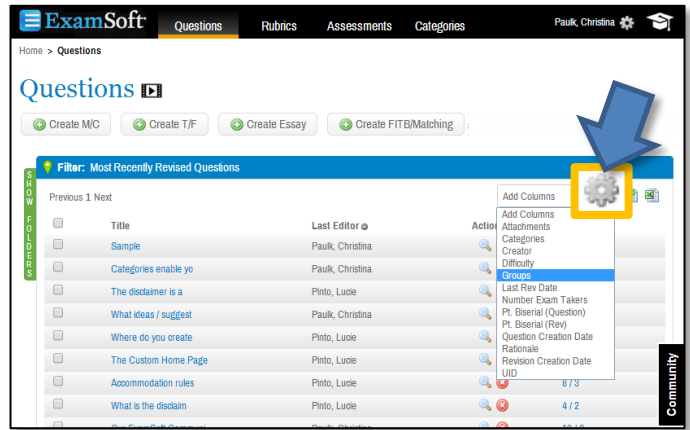 ExamSoft Questions Rubrics Assessments Categories Paulk, Christina
Home > Questions
Questions
Create M/C Create T/F Create Essay Create FITB/Matching
SHOW FOLDERS
Filter: Most Recently Revised Questions
Previous 1 Next Add Columns
Title Last Editor Action
Sample Paulk, Christina
Categories enable yo Paulk, Christina
The disclaimer is a Pinto, Lucie
What ideas / suggest Paulk, Christina
Where do you create Pinto, Lucie
The Custom Home Page Pinto, Lucie
Accommodation rules Pinto, Lucie 8 / 3
What is the disclaim Pinto, Lucie 4 / 2
Add Columns
Attachments
Categories
Creator
Difficulty
Groups
Last Rev Date
Number Exam Takers
Pt. Biserial (Question)
Pt. Biserial (Rev)
Question Creation Date
Rationale
Revision Creation Date
UID
Community